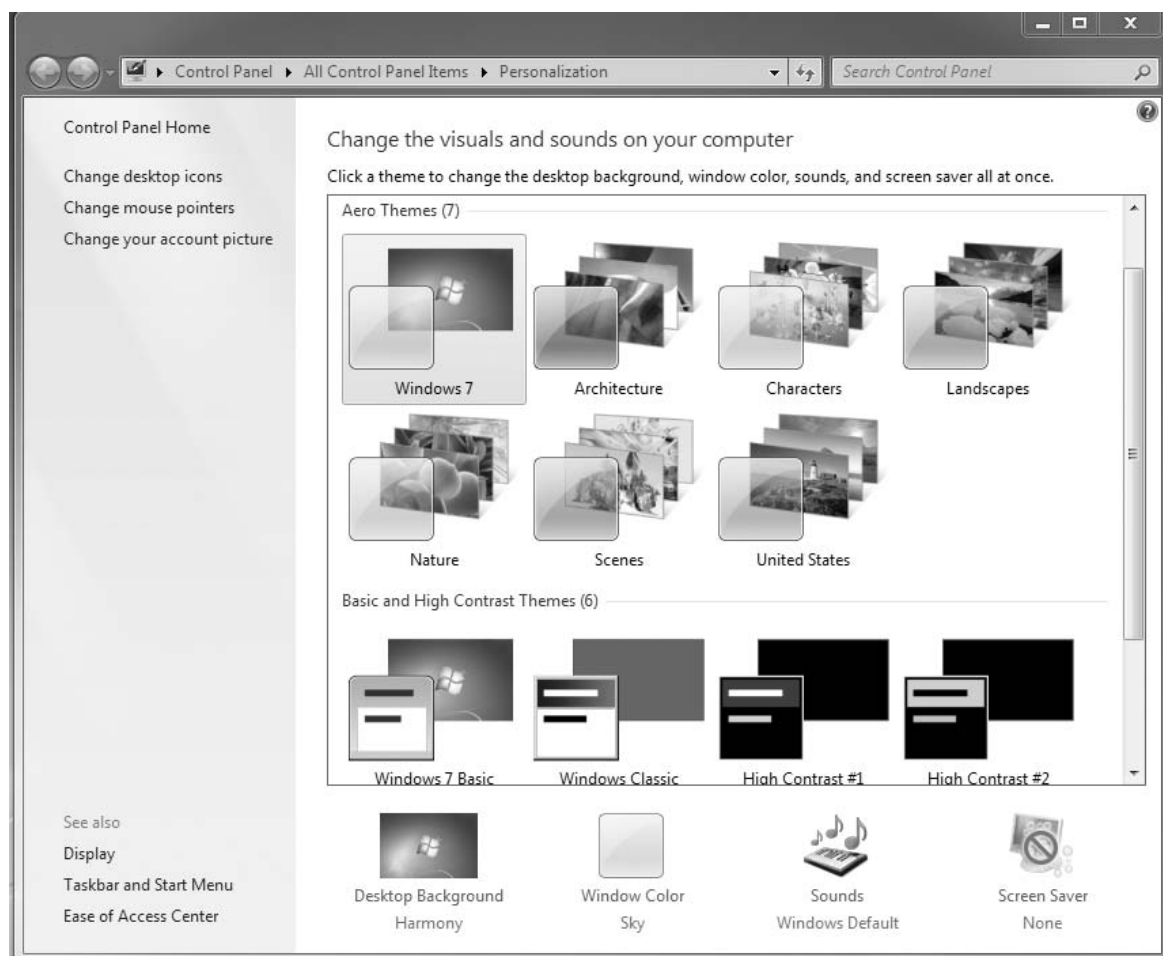 Control Panel ▸ All Control Panel Items ▸ Personalization
Search Control Panel
Control Panel Home
Change desktop icons
Change mouse pointers
Change your account picture
Change the visuals and sounds on your computer
Click a theme to change the desktop background, window color, sounds, and screen saver all at once.
Aero Themes (7)
Windows 7 Architecture Characters Landscapes
Nature Scenes United States
Basic and High Contrast Themes (6)
Windows 7 Basic Windows Classic High Contrast #1 High Contrast #2
See also
Display
Taskbar and Start Menu
Ease of Access Center
Desktop Background Window Color Sounds Screen Saver
Harmony Sky Windows Default None